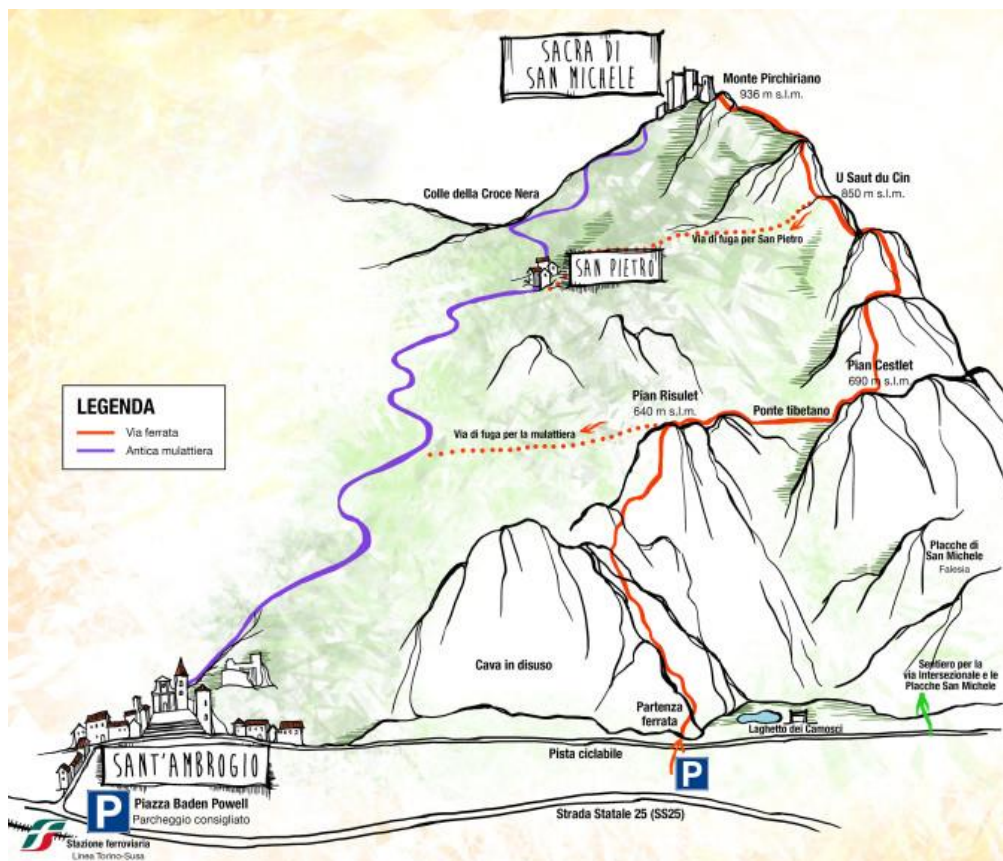 SACRA DI
SAN MICHELE
Monte Pirchiriano
936 m s.l.m.
U Saut du Cin
850 m s.l.m.
Colle della Croce Nera
Via di fuga per San Pietro
SAN PIETRO
Pian Cestlet
690 m s.l.m.
Pian Risulet
640 m s.l.m.
Ponte tibetano
Via di fuga per la mulattiera
LEGENDA
Via ferrata
Antica mulattiera
Placche di
San Michele
Falesia
Cava in disuso
Sentiero per la
via Intersezionale e le
Placche San Michele
Partenza
ferrata
Laghetto dei Camosci
Pista ciclabile
SANT'AMBROGIO
P
P
Piazza Baden Powell
Parcheggio consigliato
Strada Statale 25 (SS25)
Stazione ferroviaria
Linea Torino-Susa